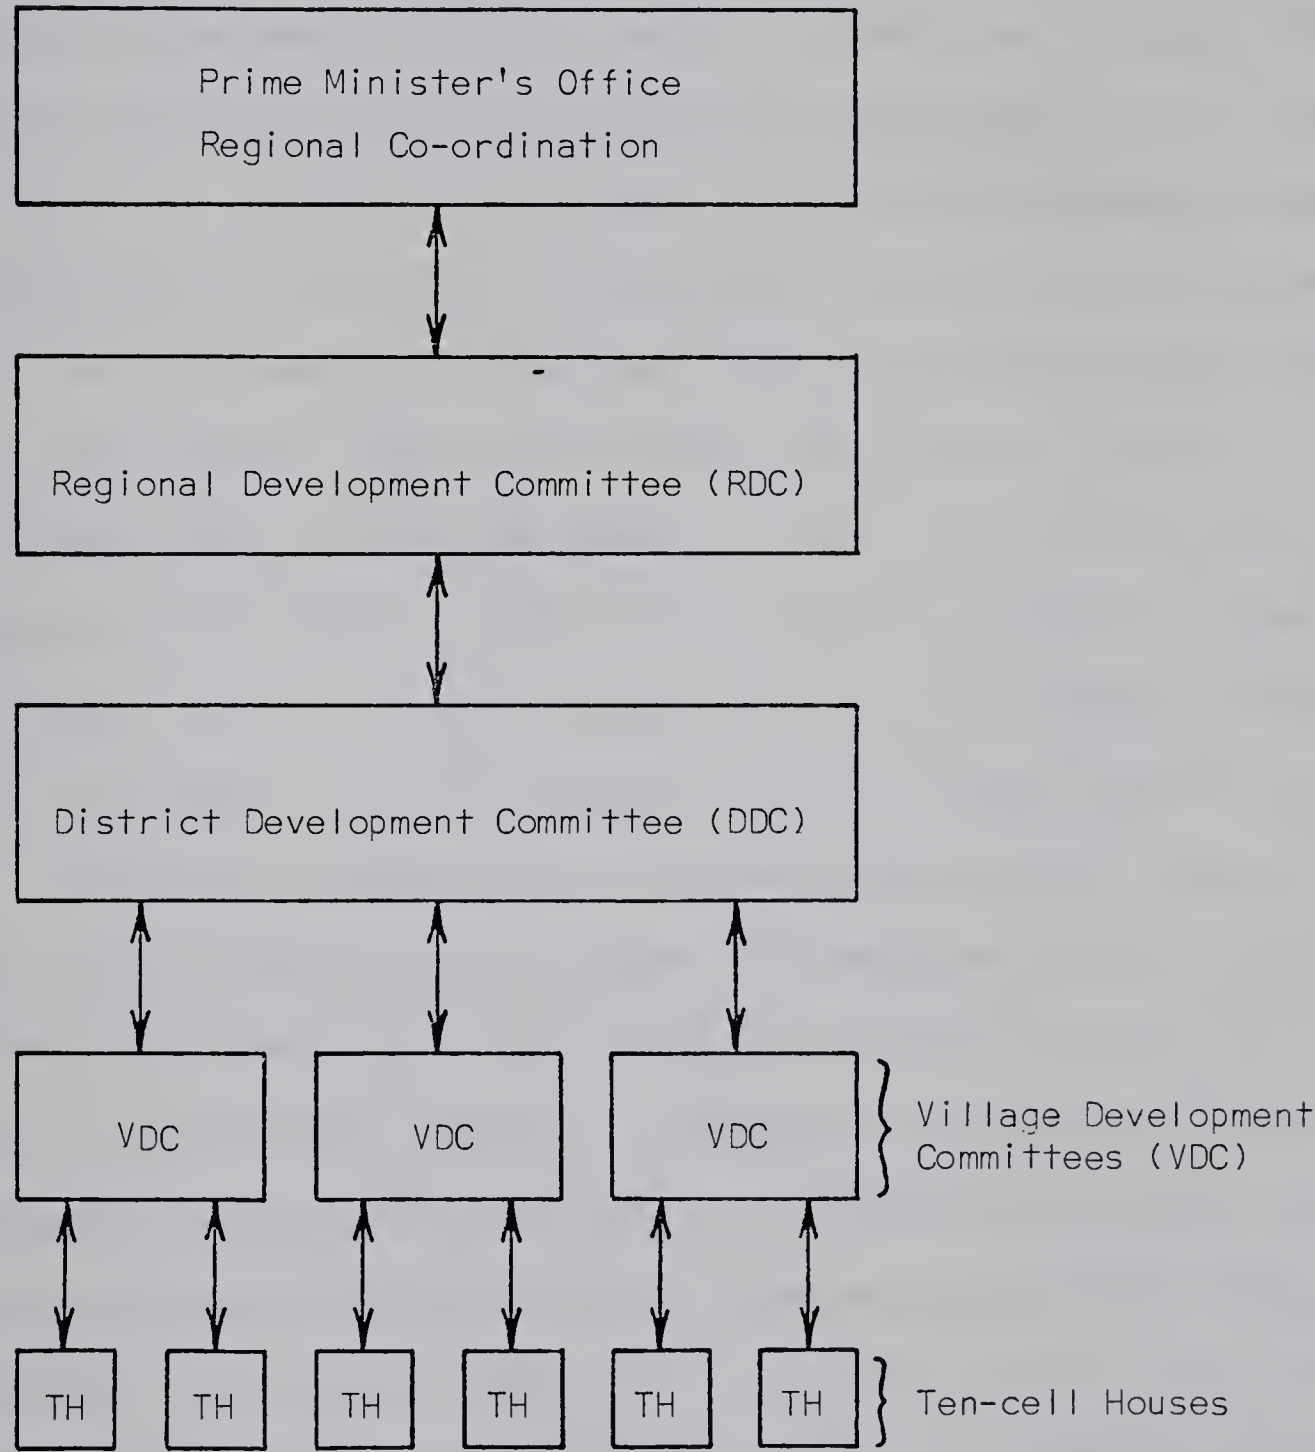 Prime Minister's Office
Regional Co-ordination
Regional Development Committee (RDC)
District Development Committee (DDC)
VDC
VDC
VDC
Village Development
Committees (VDC)
TH
TH
TH
TH
TH
TH
Ten-cell Houses